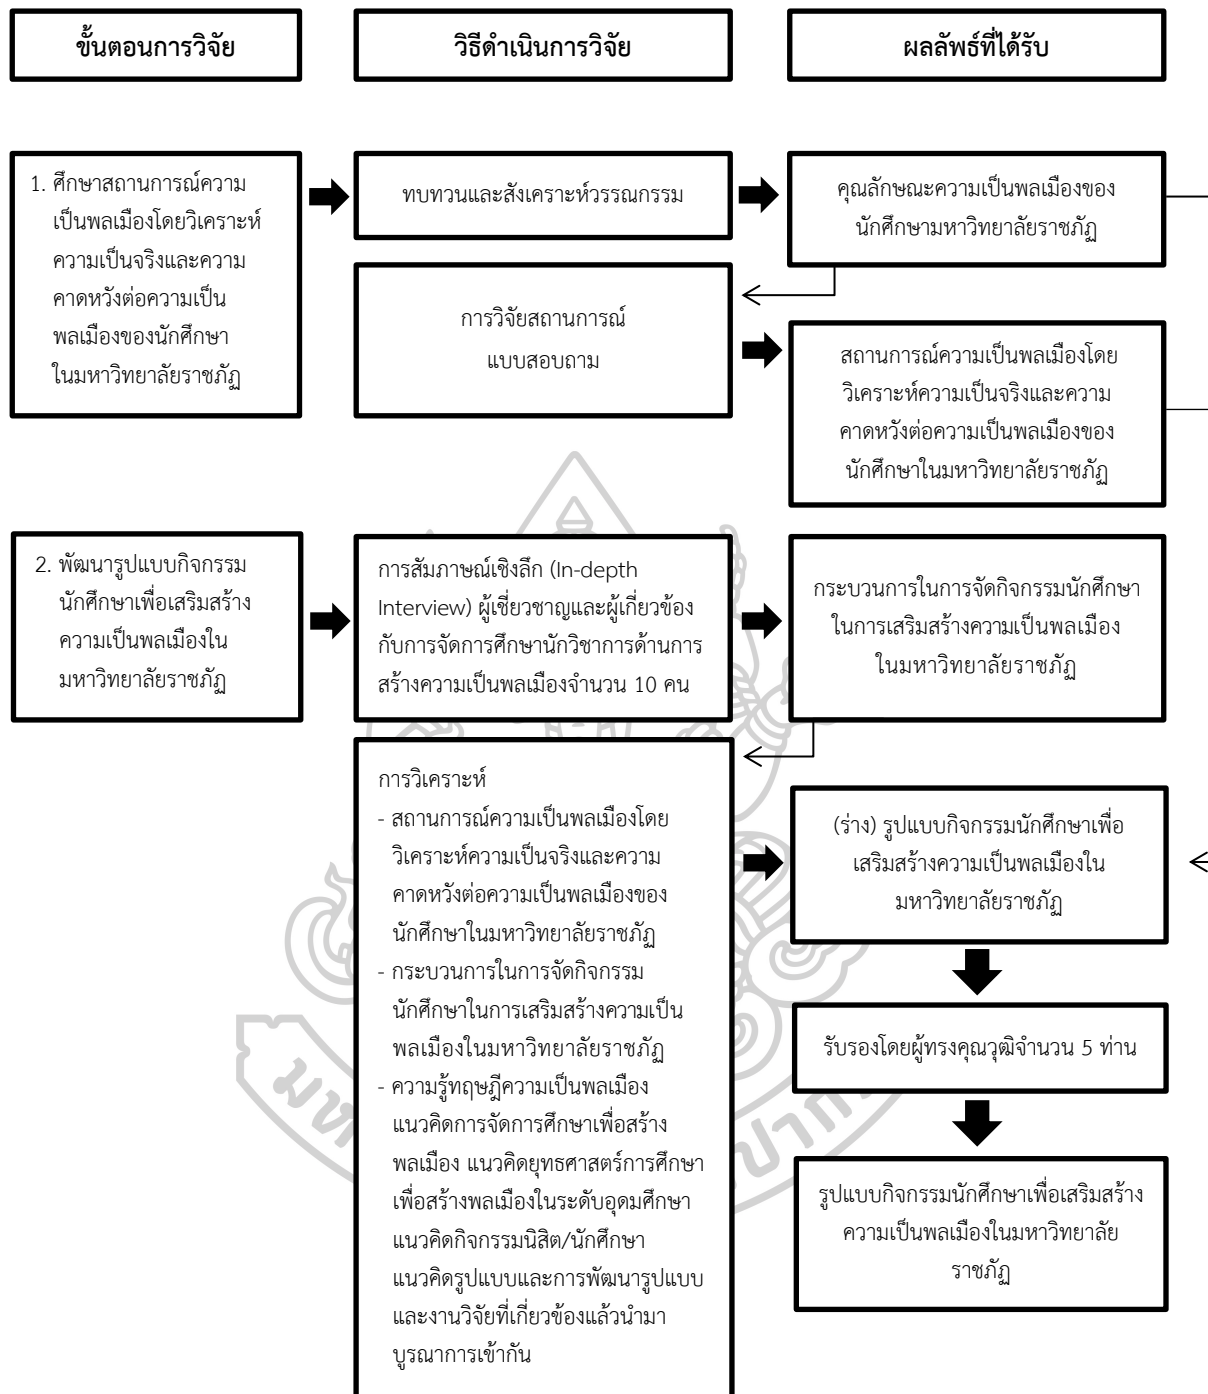 ขั้นตอนการวิจัย
วิธีดำเนินการวิจัย
ผลลัพธ์ที่ได้รับ
1. ศึกษาสถานการณ์ความ
เป็นพลเมืองโดยวิเคราะห์
ความเป็นจริงและความ
คาดหวังต่อความเป็น
พลเมืองของนักศึกษา
ในมหาวิทยาลัยราชภัฏ
ทบทวนและสังเคราะห์วรรณกรรม
คุณลักษณะความเป็นพลเมืองของ
นักศึกษามหาวิทยาลัยราชภัฏ
การวิจัยสถานการณ์
แบบสอบถาม
สถานการณ์ความเป็นพลเมืองโดย
วิเคราะห์ความเป็นจริงและความ
คาดหวังต่อความเป็นพลเมืองของ
นักศึกษาในมหาวิทยาลัยราชภัฏ
2. พัฒนารูปแบบกิจกรรม
นักศึกษาเพื่อเสริมสร้าง
ความเป็นพลเมืองใน
มหาวิทยาลัยราชภัฏ
การสัมภาษณ์เชิงลึก (In-depth
Interview) ผู้เชี่ยวชาญและผู้เกี่ยวข้อง
กับการจัดการศึกษานักวิชาการด้านการ
สร้างความเป็นพลเมืองจำนวน 10 คน
กระบวนการในการจัดกิจกรรมนักศึกษา
ในการเสริมสร้างความเป็นพลเมือง
ในมหาวิทยาลัยราชภัฏ
การวิเคราะห์
- สถานการณ์ความเป็นพลเมืองโดย
วิเคราะห์ความเป็นจริงและความ
คาดหวังต่อความเป็นพลเมืองของ
นักศึกษาในมหาวิทยาลัยราชภัฏ
- กระบวนการในการจัดกิจกรรม
นักศึกษาในการเสริมสร้างความเป็น
พลเมืองในมหาวิทยาลัยราชภัฏ
- ความรู้ทฤษฎีความเป็นพลเมือง
แนวคิดการจัดการศึกษาเพื่อสร้าง
พลเมือง แนวคิดยุทธศาสตร์การศึกษา
เพื่อสร้างพลเมืองในระดับอุดมศึกษา
แนวคิดกิจกรรมนิสิต/นักศึกษา
แนวคิดรูปแบบและการพัฒนารูปแบบ
และงานวิจัยที่เกี่ยวข้องแล้วนำมา
บูรณาการเข้ากัน
(ร่าง) รูปแบบกิจกรรมนักศึกษาเพื่อ
เสริมสร้างความเป็นพลเมืองใน
มหาวิทยาลัยราชภัฏ
รับรองโดยผู้ทรงคุณวุฒิจำนวน 5 ท่าน
รูปแบบกิจกรรมนักศึกษาเพื่อเสริมสร้าง
ความเป็นพลเมืองในมหาวิทยาลัย
ราชภัฏ